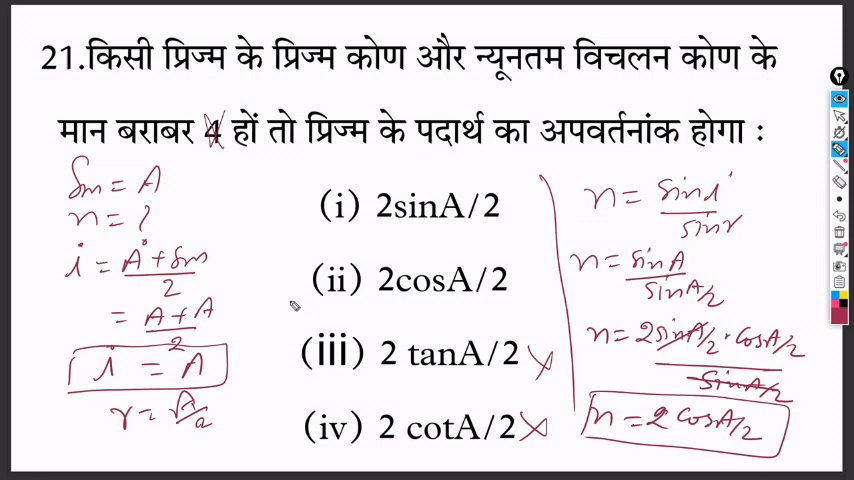 21.किसी प्रिज्म के प्रिज्म कोण और न्यूनतम विचलन कोण के
मान बराबर 4 हों तो प्रिज्म के पदार्थ का अपवर्तनांक होगा :
(i) 2sinA/2
(ii) 2cosA/2
(iii) 2 tanA/2
(iv) 2 cotA/2
δm = A
n = ?
i = A + δm / 2
= A + A / 2
i = A
r = A/2
n = sin i / sin r
n = sin A / sin A/2
n = 2 sin A/2 · cos A/2 / sin A/2
n = 2 cos A/2